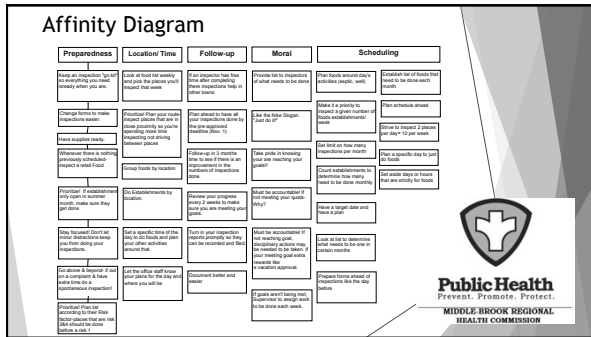 Affinity Diagram
Preparedness
Keep an inspection "go kit"
so everything you need
isready when you are.
Change forms to make
inspections easier.
Have supplies ready.
Whenever there is nothing
previously scheduled-
inspect a retail Food
Prioritize! If establishment
only open in summer
month, make sure they
get done
Stay focused! Don't let
minor distractions keep
you from doing your
inspections.
Go above & beyond- if out
on a complaint & have
extra time do a
spontaneous inspection!
Prioritize! Plan list
according to their Risk
factor-places that are risk
3&4 should be done
before a risk 1
Location/ Time
Look at food list weekly
and pick the places you'll
inspect that week
Prioritize! Plan your route
inspect places that are in
close proximity so you're
spending more time
inspecting not driving
between places
Group foods by location
Do Establishments by
location.
Set a specific time of the
day to do foods and plan
your other activities
around that.
Let the office staff know
your plans for the day and
where you will be
Follow-up
If an inspector has free
time after completing
there inspections help in
other towns
Plan ahead to have all
your inspections done by
the pre-approved
deadline (Nov. 1)
Follow-up in 3 months
time to see if there is an
improvement in the
numbers of inspections
done.
Review your progress
every 2 weeks to make
sure you are meeting your
goals.
Turn in your inspection
reports promptly so they
can be recorded and filed.
Document better and
easier
Moral
Provide list to inspectors
of what needs to be done
Like the Nike Slogan.
"Just do it!"
Take pride in knowing
you are reaching your
goals!!
Must be accountable! If
not meeting your quota-
Why?
Must be accountable! If
not reaching goal,
disciplinary actions may
be needed to be taken. if
your meeting goal extra
rewards like
a vacation approval.
If goals aren't being met,
Supervisor to assign work
to be done each week.
Scheduling
Plan foods around day's
activities (septic, well)
Make it a priority to
inspect a given number of
foods establishments/
week
Set limit on how many
inspections per month
Count establishments to
determine how many
need to be done monthly
Have a target date and
have a plan
Look at list to determine
what needs to be one in
certain months
Prepare forms ahead of
inspections like the day
before
Establish list of foods that
need to be done each
month
Plan schedule ahead
Strive to inspect 2 places
per day= 10 per week
Plan a specific day to just
do foods
Set aside days or hours
that are strictly for foods
Public Health
Prevent. Promote. Protect.
MIDDLE-BROOK REGIONAL
HEALTH COMMISSION